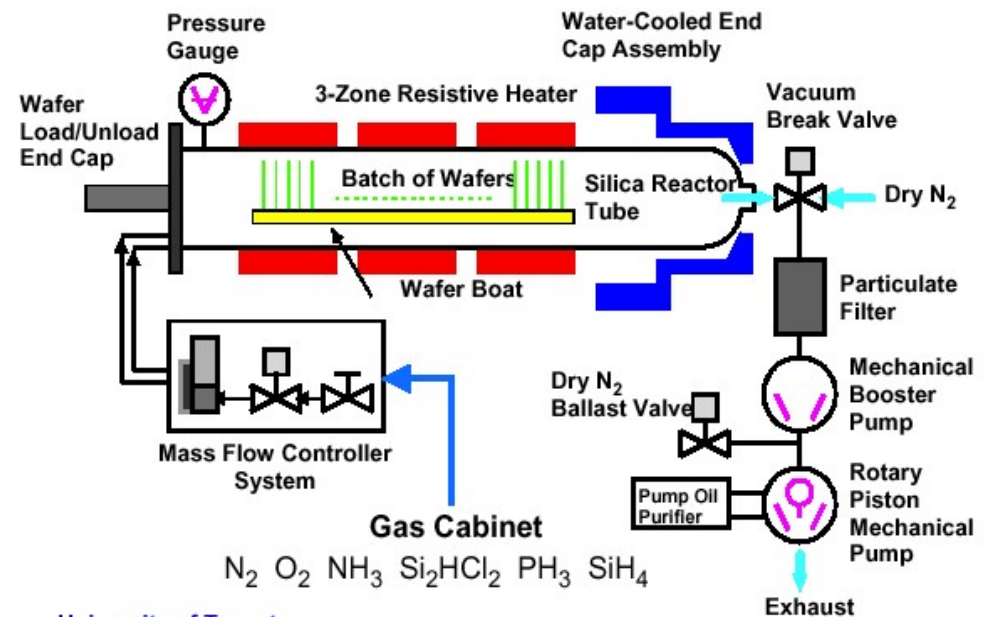 Pressure
Gauge
Water-Cooled End
Cap Assembly
Wafer
Load/Unload
End Cap
3-Zone Resistive Heater
Vacuum
Break Valve
Batch of Wafers
Silica Reactor
Tube
Dry N₂
Wafer Boat
Particulate
Filter
Dry N₂
Ballast Valve
Mechanical
Booster
Pump
Mass Flow Controller
System
Pump Oil
Purifier
Rotary
Piston
Mechanical
Pump
Gas Cabinet
N₂ O₂ NH₃ Si₂HCl₂ PH₃ SiH₄
Exhaust